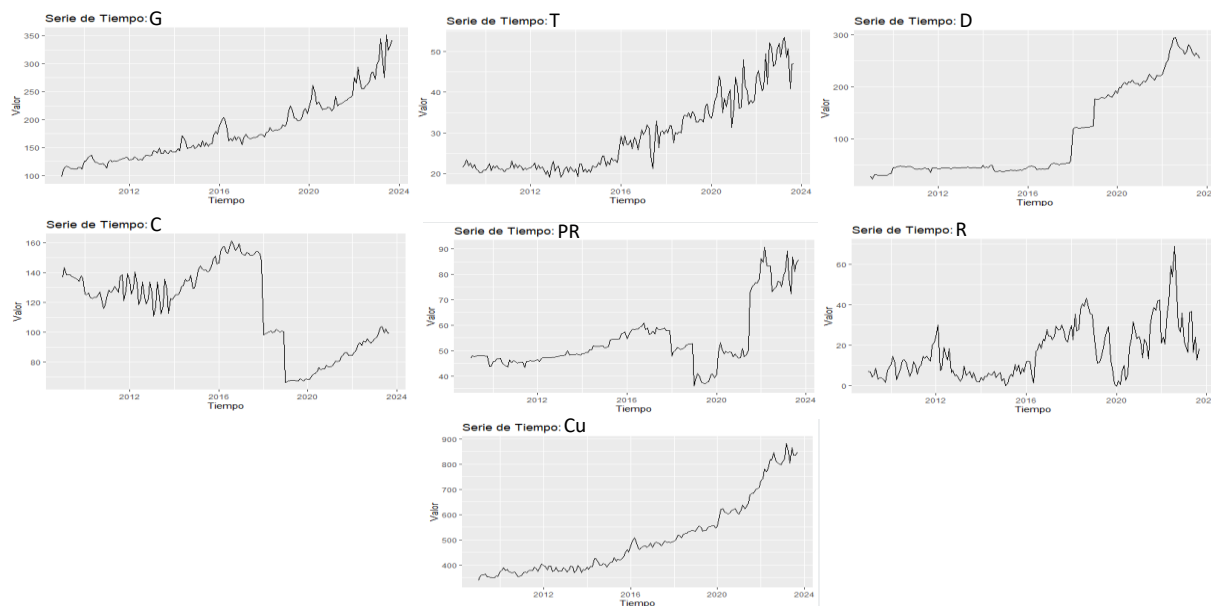 Serie de Tiempo: G
Valor
350
300
250
200
150
100
2012
2016
2020
2024
Tiempo
Serie de Tiempo: T
Valor
50
40
30
20
2012
2016
2020
2024
Tiempo
Serie de Tiempo: D
Valor
300
200
100
2012
2016
2020
202
Tiempo
Serie de Tiempo: C
Valor
160
140
120
100
80
2012
2016
2020
2024
Tiempo
Serie de Tiempo: PR
Valor
90
80
70
60
50
40
2012
2016
2020
2024
Tiempo
Serie de Tiempo: R
Valor
60
40
20
0
2012
2016
2020
2024
Tiempo
Serie de Tiempo: Cu
Valor
900
800
700
600
500
400
2012
2016
2020
2024
Tiempo